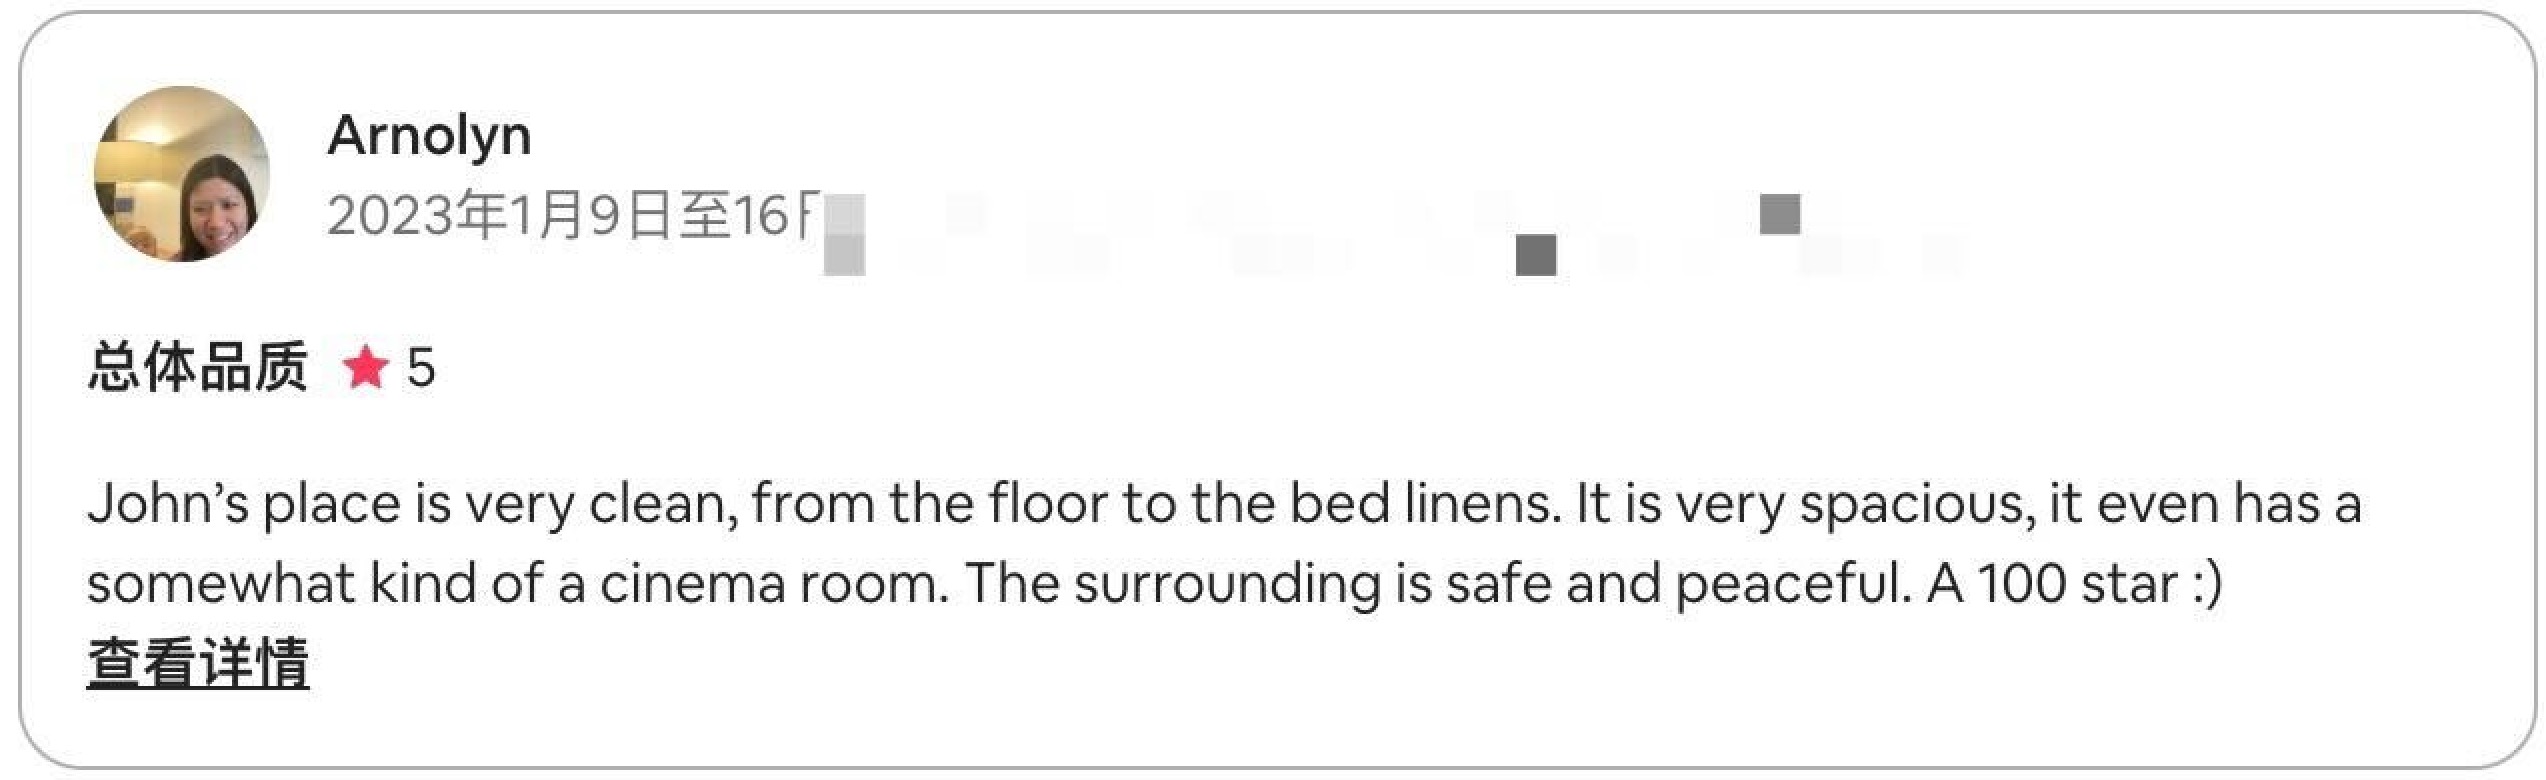 Arnolyn
2023年1月9日至16
总体品质 ★ 5
John’s place is very clean, from the floor to the bed linens. It is very spacious, it even has a
somewhat kind of a cinema room. The surrounding is safe and peaceful. A 100 star :)
查看详情